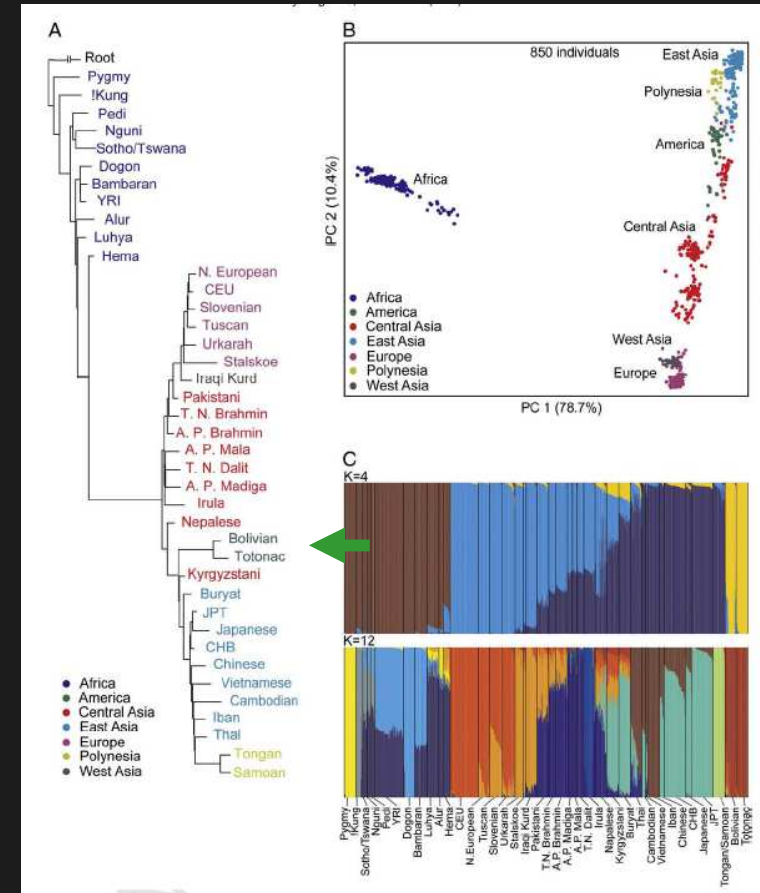 A
Root
Pygmy
!Kung
Pedi
Nguni
Sotho/Tswana
Dogon
Bambaran
YRI
Alur
Luhya
Hema
N. European
CEU
Slovenian
Tuscan
Urkarah
Stalskoe
Iraqi Kurd
Pakistani
T. N. Brahmin
A. P. Brahmin
A. P. Mala
T. N. Dalit
A. P. Madiga
Irula
Nepalese
Bolivian
Totonac
Kyrgyzstani
Buryat
JPT
Japanese
CHB
Chinese
Vietnamese
Cambodian
Iban
Thai
Tongan
Samoan
Africa
America
Central Asia
East Asia
Europe
Polynesia
West Asia
B
850 individuals
East Asia
Polynesia
America
Africa
Central Asia
West Asia
Europe
Africa
America
Central Asia
East Asia
Europe
Polynesia
West Asia
PC 2 (10.4%)
PC 1 (78.7%)
C
K=4
K=12
Pygmy
!Kung
Sotho/Tswana
Nguni
Pedi
YRI
Dogon
Bambaran
Luhya
Alur
Hema
CEU
N.European
Tuscan
Slovenian
Urkarah
Stalskoe
Iraqi Kurd
Pakistani
T.N. Brahmin
A.P. Brahmin
A.P. Madiga
A.P. Mala
T.N. Dalit
Irula
Napalese
Kyrgyzstani
Buryat
Thai
Cambodian
Vietnamese
Iban
Chinese
CHB
Japanese
JPT
Tongan/Samoan
Bolivian
Totonac